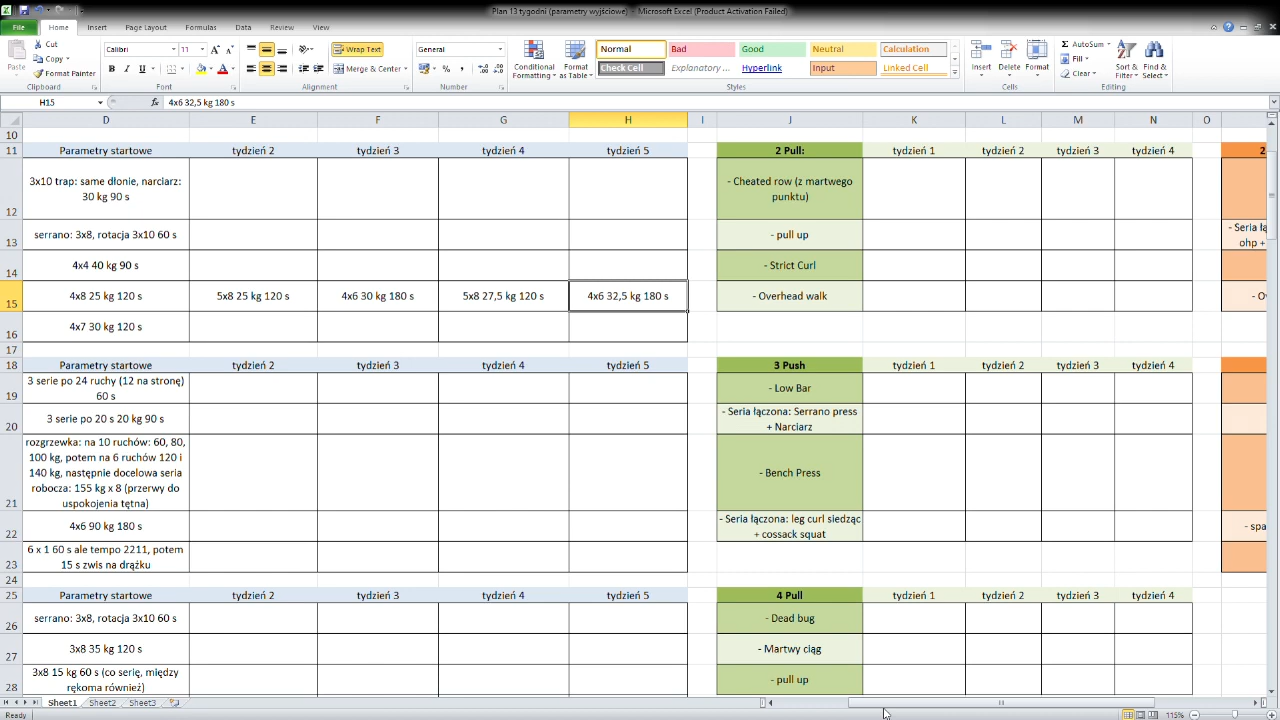 Plan 13 tygodni (parametry wyjściowe) - Microsoft Excel (Product Activation Failed)
File Home Insert Page Layout Formulas Data Review View
Cut
Copy
Format Painter
Paste
Clipboard
Calibri 11
Font
Wrap Text
Merge & Center
Alignment
General
Number
Conditional Formatting
Format as Table
Normal Bad Good Neutral Calculation
Check Cell Explanatory ... Hyperlink Input Linked Cell
Styles
Insert Delete Format
Cells
AutoSum
Fill
Clear
Sort & Filter
Find & Select
Editing
H15 fx 4x6 32,5 kg 180 s
D E F G H I J K L M N O
10
11 Parametry startowe tydzień 2 tydzień 3 tydzień 4 tydzień 5 2 Pull: tydzień 1 tydzień 2 tydzień 3 tydzień 4 2
3x10 trap: same dłonie, narciarz:
30 kg 90 s
- Cheated row (z martwego
punktu)
12
13 serrano: 3x8, rotacja 3x10 60 s - pull up
- Seria łą
ohp +
14 4x4 40 kg 90 s - Strict Curl
15 4x8 25 kg 120 s 5x8 25 kg 120 s 4x6 30 kg 180 s 5x8 27,5 kg 120 s 4x6 32,5 kg 180 s - Overhead walk - Ov
16 4x7 30 kg 120 s
17
18 Parametry startowe tydzień 2 tydzień 3 tydzień 4 tydzień 5 3 Push tydzień 1 tydzień 2 tydzień 3 tydzień 4
3 serie po 24 ruchy (12 na stronę)
60 s
19 - Low Bar
20 3 serie po 20 s 20 kg 90 s
- Seria łączona: Serrano press
+ Narciarz
rozgrzewka: na 10 ruchów: 60, 80,
100 kg, potem na 6 ruchów 120 i
140 kg, następnie docelowa seria
robocza: 155 kg x 8 (przerwy do
uspokojenia tętna)
21 - Bench Press
22 4x6 90 kg 180 s
- Seria łączona: leg curl siedząc
+ cossack squat
- spa
6 x 1 60 s ale tempo 2211, potem
15 s zwis na drążku
23
24
25 Parametry startowe tydzień 2 tydzień 3 tydzień 4 tydzień 5 4 Pull tydzień 1 tydzień 2 tydzień 3 tydzień 4
26 serrano: 3x8, rotacja 3x10 60 s - Dead bug
27 3x8 35 kg 120 s - Martwy ciąg
3x8 15 kg 60 s (co serię, między
rękoma również)
28 - pull up
Sheet1 Sheet2 Sheet3
Ready 115%